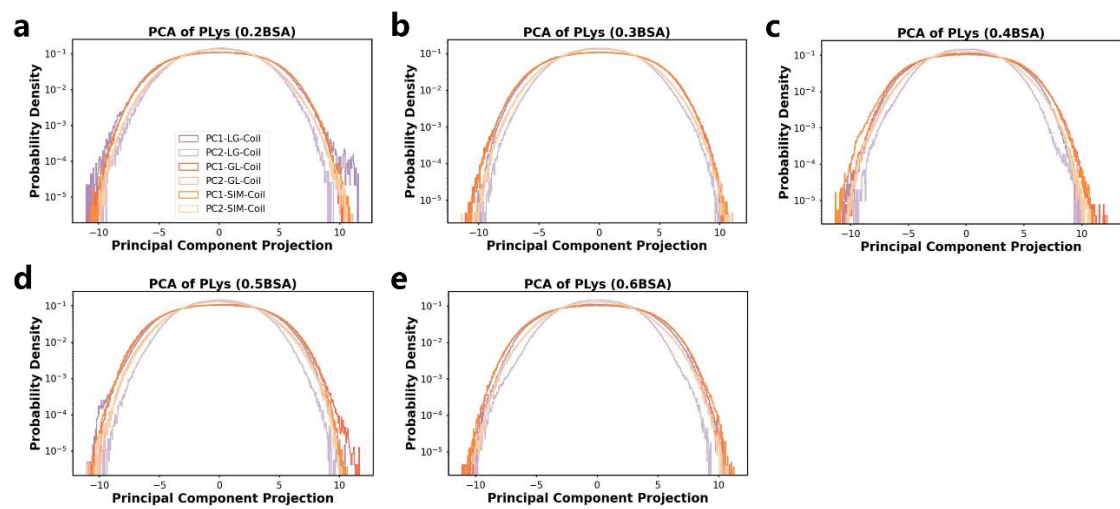 a
PCA of PLys (0.2BSA)
Probability Density
10⁻¹
10⁻²
10⁻³
10⁻⁴
10⁻⁵
PC1-LG-Coil
PC2-LG-Coil
PC1-GL-Coil
PC2-GL-Coil
PC1-SIM-Coil
PC2-SIM-Coil
−10 −5 0 5 10
Principal Component Projection
b
PCA of PLys (0.3BSA)
Probability Density
10⁻¹
10⁻²
10⁻³
10⁻⁴
10⁻⁵
−10 −5 0 5 10
Principal Component Projection
c
PCA of PLys (0.4BSA)
Probability Density
10⁻¹
10⁻²
10⁻³
10⁻⁴
10⁻⁵
−10 −5 0 5 10
Principal Component Projection
d
PCA of PLys (0.5BSA)
Probability Density
10⁻¹
10⁻²
10⁻³
10⁻⁴
10⁻⁵
−10 −5 0 5 10
Principal Component Projection
e
PCA of PLys (0.6BSA)
Probability Density
10⁻¹
10⁻²
10⁻³
10⁻⁴
10⁻⁵
−10 −5 0 5 10
Principal Component Projection